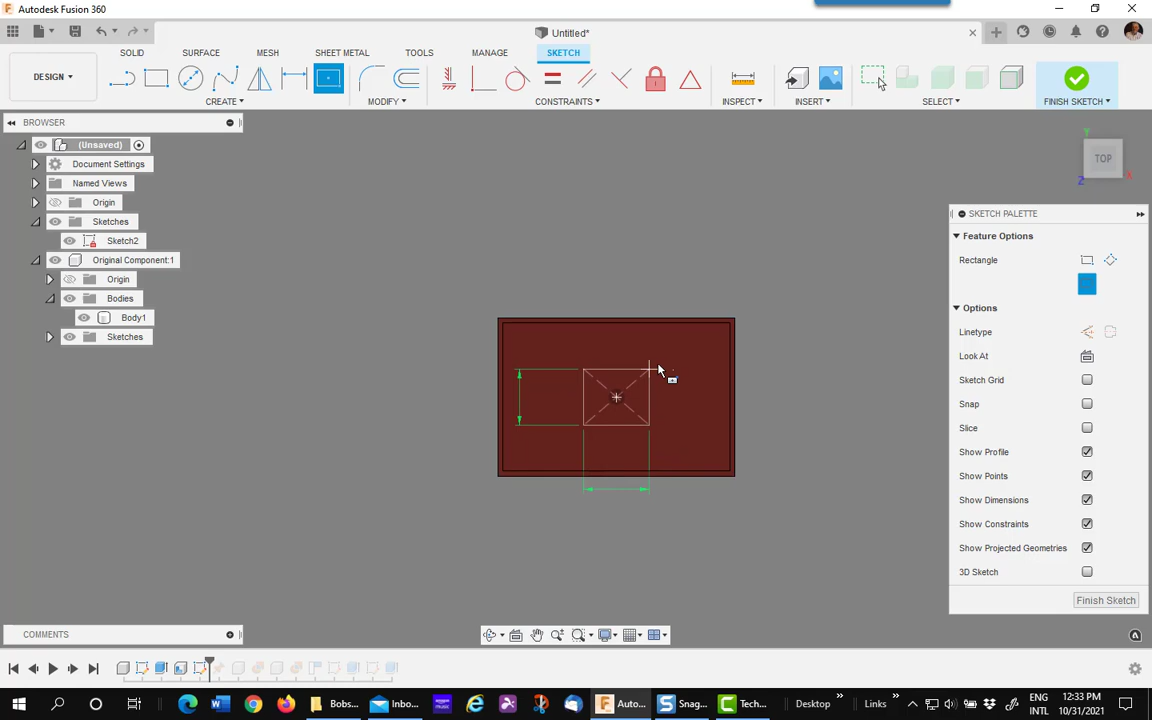 Autodesk Fusion 360
Untitled*
DESIGN
SOLID SURFACE MESH SHEET METAL TOOLS MANAGE SKETCH
CREATE MODIFY CONSTRAINTS INSPECT INSERT SELECT FINISH SKETCH
BROWSER
(Unsaved)
Document Settings
Named Views
Origin
Sketches
Sketch2
Original Component:1
Origin
Bodies
Body1
Sketches
Y
TOP
Z X
SKETCH PALETTE
Feature Options
Rectangle
Options
Linetype
Look At
Sketch Grid
Snap
Slice
Show Profile
Show Points
Show Dimensions
Show Constraints
Show Projected Geometries
3D Sketch
Finish Sketch
COMMENTS
Bobs... Inbo... Auto... Snag... Tech... Desktop Links
ENG
INTL
12:33 PM
10/31/2021